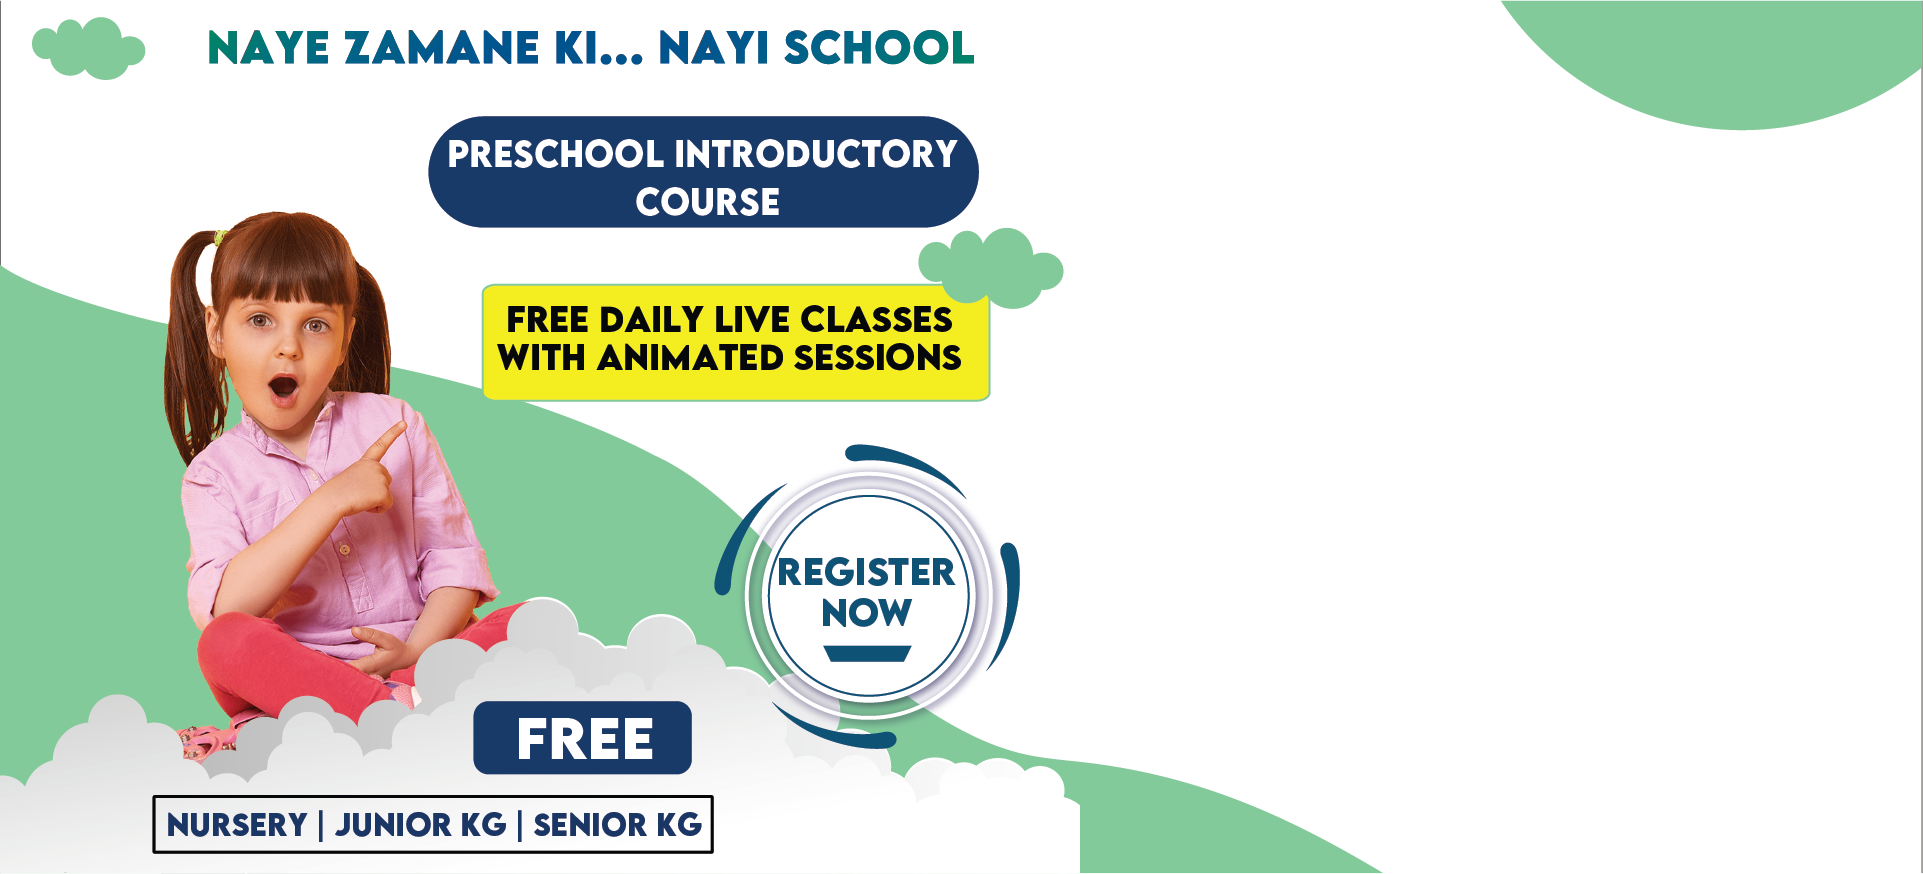 NAYE ZAMANE KI... NAYI SCHOOL
PRESCHOOL INTRODUCTORY
COURSE
FREE DAILY LIVE CLASSES
WITH ANIMATED SESSIONS
REGISTER
NOW
FREE
NURSERY | JUNIOR KG | SENIOR KG